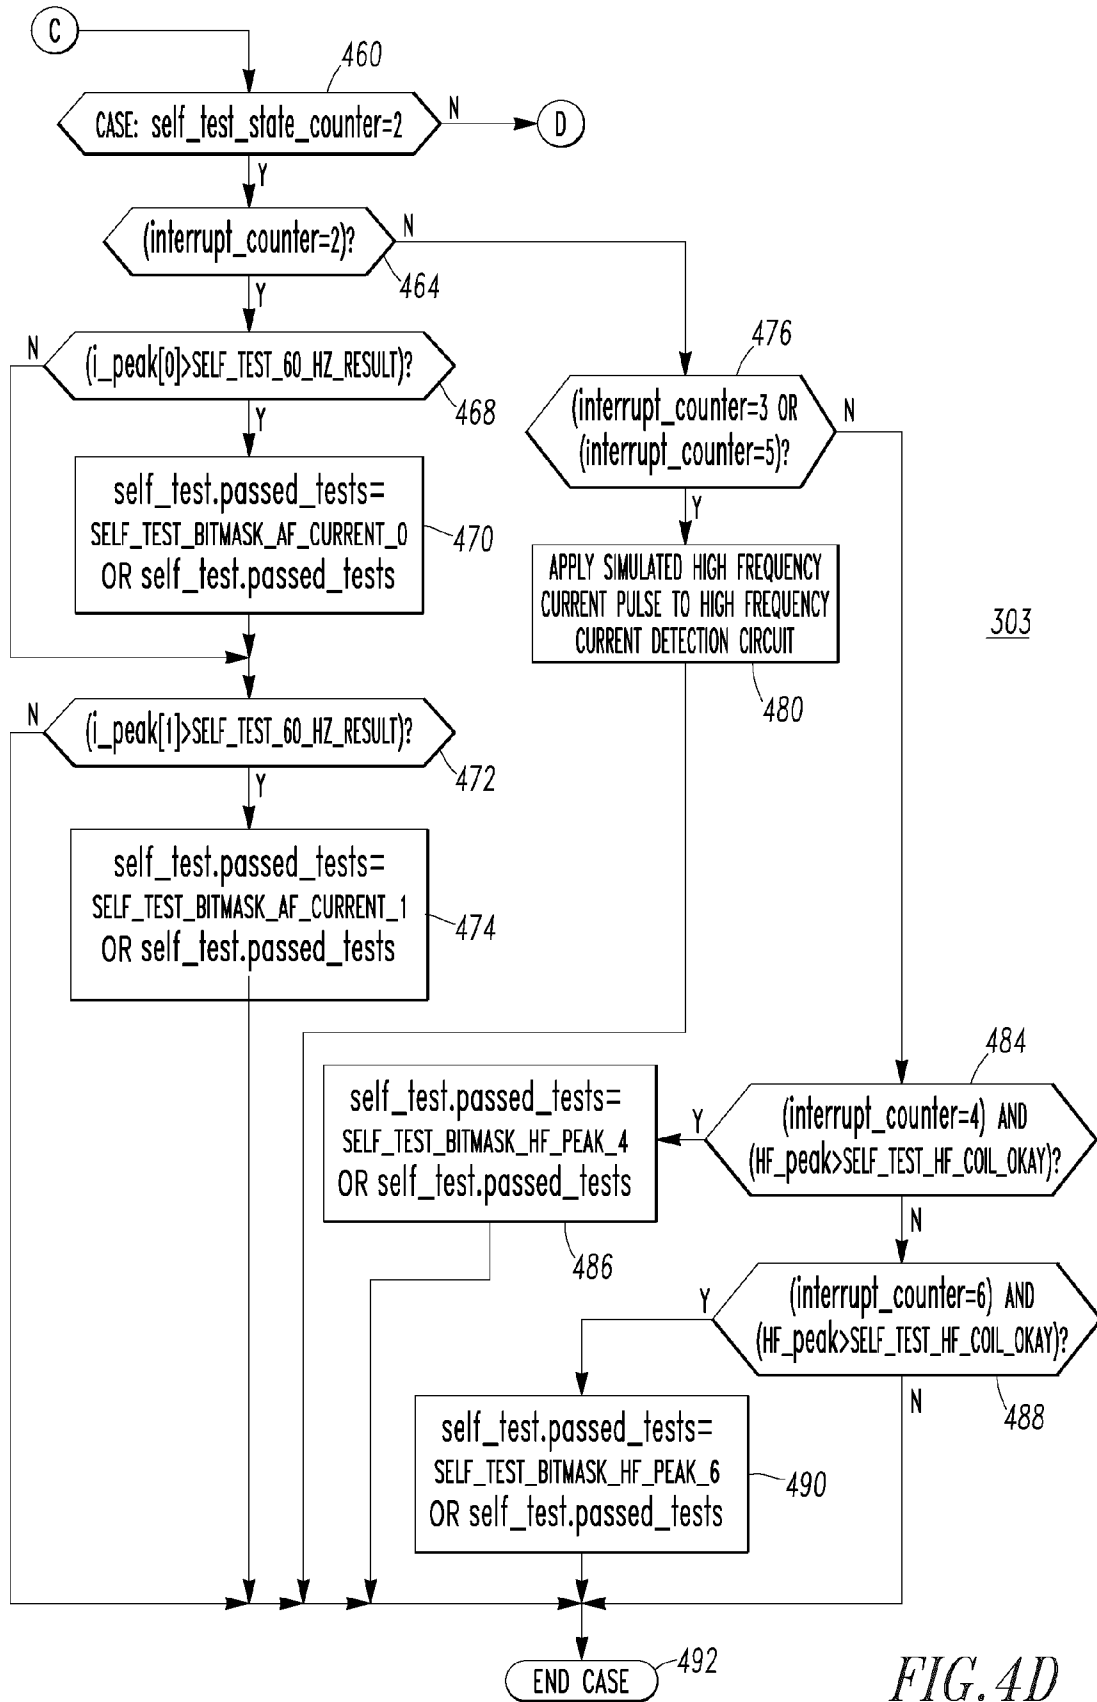 C
460
CASE: self_test_state_counter=2
N
D
Y
(interrupt_counter=2)?
N
464
Y
N
(i_peak[0]>SELF_TEST_60_HZ_RESULT)?
468
Y
476
(interrupt_counter=3 OR
(interrupt_counter=5)?
N
Y
self_test.passed_tests=
SELF_TEST_BITMASK_AF_CURRENT_0
OR self_test.passed_tests
470
APPLY SIMULATED HIGH FREQUENCY
CURRENT PULSE TO HIGH FREQUENCY
CURRENT DETECTION CIRCUIT
480
303
N
(i_peak[1]>SELF_TEST_60_HZ_RESULT)?
472
Y
self_test.passed_tests=
SELF_TEST_BITMASK_AF_CURRENT_1
OR self_test.passed_tests
474
484
(interrupt_counter=4) AND
(HF_peak>SELF_TEST_HF_COIL_OKAY)?
Y
N
self_test.passed_tests=
SELF_TEST_BITMASK_HF_PEAK_4
OR self_test.passed_tests
486
Y
(interrupt_counter=6) AND
(HF_peak>SELF_TEST_HF_COIL_OKAY)?
488
N
self_test.passed_tests=
SELF_TEST_BITMASK_HF_PEAK_6
OR self_test.passed_tests
490
END CASE
492
FIG.4D